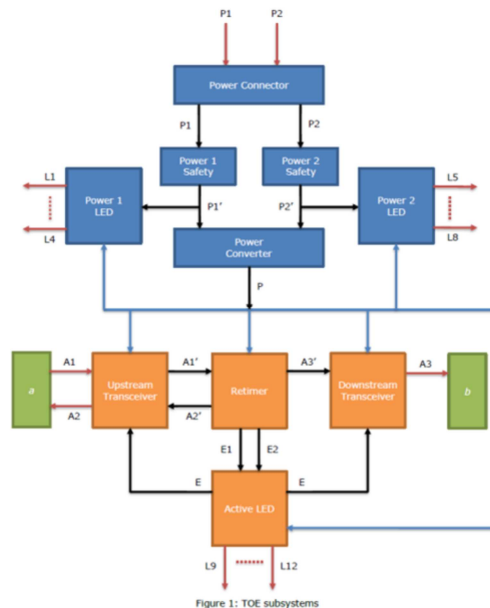 P1 P2
Power Connector
P1 P2
Power 1
Safety
Power 2
Safety
L1
L4
Power 1
LED
P1'
P2'
Power 2
LED
L5
L8
Power
Converter
P
a
A1
A2
Upstream
Transceiver
A1'
A2'
Retimer
A3'
Downstream
Transceiver
A3
b
E1 E2
E
Active LED
E
L9 L12
Figure 1: TOE subsystems